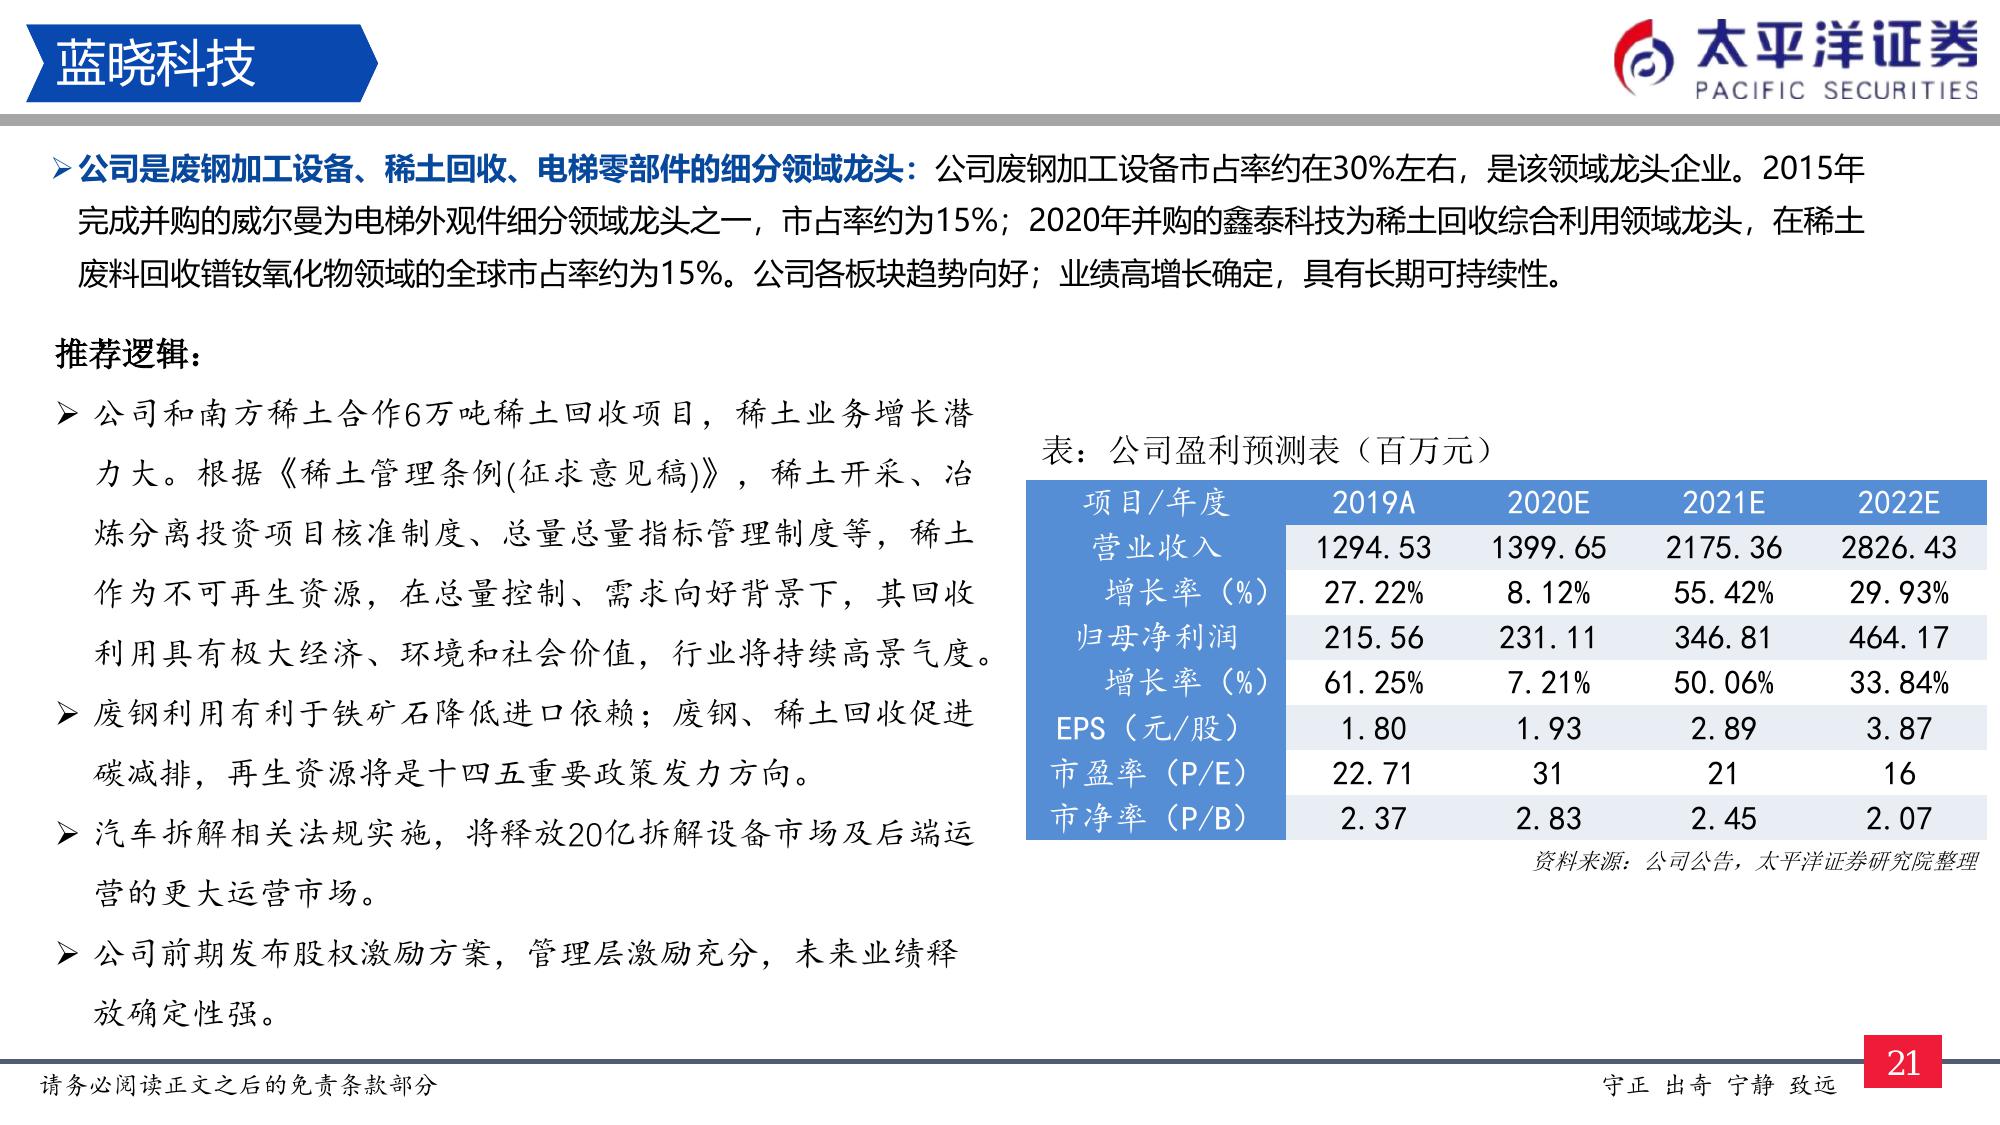 蓝晓科技
太平洋证券
PACIFIC SECURITIES
公司是废钢加工设备、稀土回收、电梯零部件的细分领域龙头：公司废钢加工设备市占率约在30%左右，是该领域龙头企业。2015年
完成并购的威尔曼为电梯外观件细分领域龙头之一，市占率约为15%；2020年并购的鑫泰科技为稀土回收综合利用领域龙头，在稀土
废料回收镨钕氧化物领域的全球市占率约为15%。公司各板块趋势向好；业绩高增长确定，具有长期可持续性。
推荐逻辑：
公司和南方稀土合作6万吨稀土回收项目，稀土业务增长潜
力大。根据《稀土管理条例(征求意见稿)》，稀土开采、冶
炼分离投资项目核准制度、总量总量指标管理制度等，稀土
作为不可再生资源，在总量控制、需求向好背景下，其回收
利用具有极大经济、环境和社会价值，行业将持续高景气度。
废钢利用有利于铁矿石降低进口依赖；废钢、稀土回收促进
碳减排，再生资源将是十四五重要政策发力方向。
汽车拆解相关法规实施，将释放20亿拆解设备市场及后端运
营的更大运营市场。
公司前期发布股权激励方案，管理层激励充分，未来业绩释
放确定性强。
表：公司盈利预测表（百万元）
项目/年度 2019A 2020E 2021E 2022E
营业收入 1294.53 1399.65 2175.36 2826.43
增长率（%） 27.22% 8.12% 55.42% 29.93%
归母净利润 215.56 231.11 346.81 464.17
增长率（%） 61.25% 7.21% 50.06% 33.84%
EPS（元/股） 1.80 1.93 2.89 3.87
市盈率（P/E） 22.71 31 21 16
市净率（P/B） 2.37 2.83 2.45 2.07
资料来源：公司公告，太平洋证券研究院整理
请务必阅读正文之后的免责条款部分
守正 出奇 宁静 致远
21